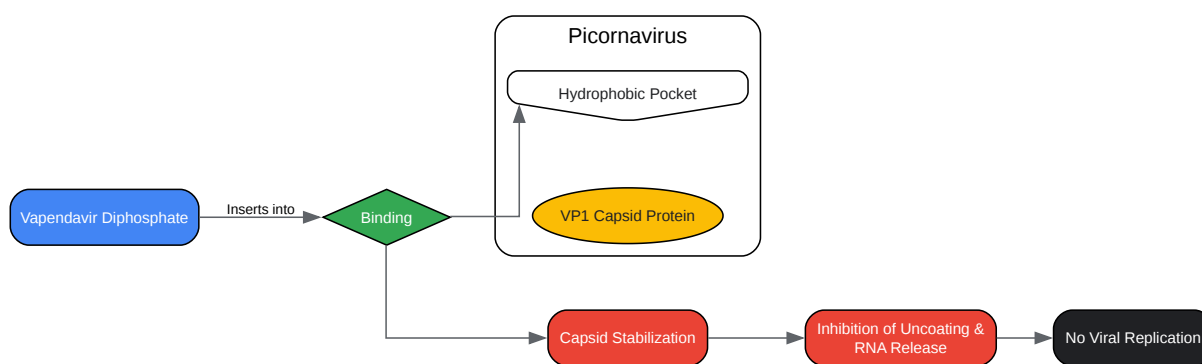 Picornavirus
Hydrophobic Pocket
Vapendavir Diphosphate
Inserts into
Binding
VP1 Capsid Protein
Capsid Stabilization
Inhibition of Uncoating &
RNA Release
No Viral Replication